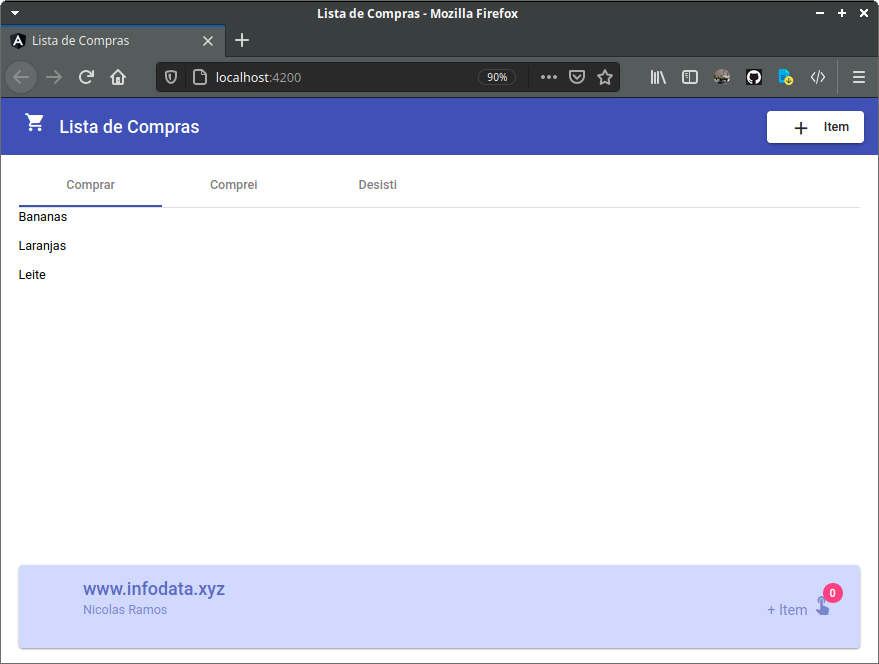 Lista de Compras - Mozilla Firefox
Lista de Compras
localhost:4200
90%
Lista de Compras
Item
Comprar Comprei Desisti
Bananas
Laranjas
Leite
www.infodata.xyz
Nicolas Ramos
+ Item
0